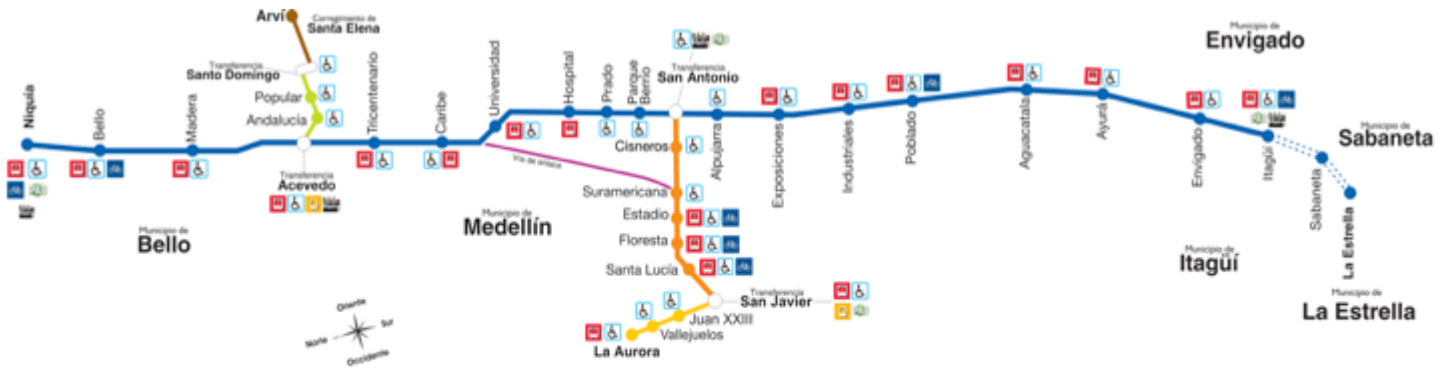 Arví
Corregimiento de
Santa Elena
Transferencia
Santo Domingo
Popular
Andalucía
Niquía
Bello
Madera
Transferencia
Acevedo
Tricentenario
Caribe
Universidad
Hospital
Prado
Parque
Berrio
Transferencia
San Antonio
Cisneros
Vía de enlace
Suramericana
Estadio
Floresta
Santa Lucía
Transferencia
San Javier
Juan XXIII
Vallejuelos
La Aurora
Alpujarra
Exposiciones
Industriales
Poblado
Aguacatala
Ayurá
Envigado
Itagüí
Sabaneta
La Estrella
Municipio de
Bello
Municipio de
Medellín
Municipio de
Envigado
Municipio de
Itagüí
Municipio de
Sabaneta
Municipio de
La Estrella
Oriente
Norte
Sur
Occidente